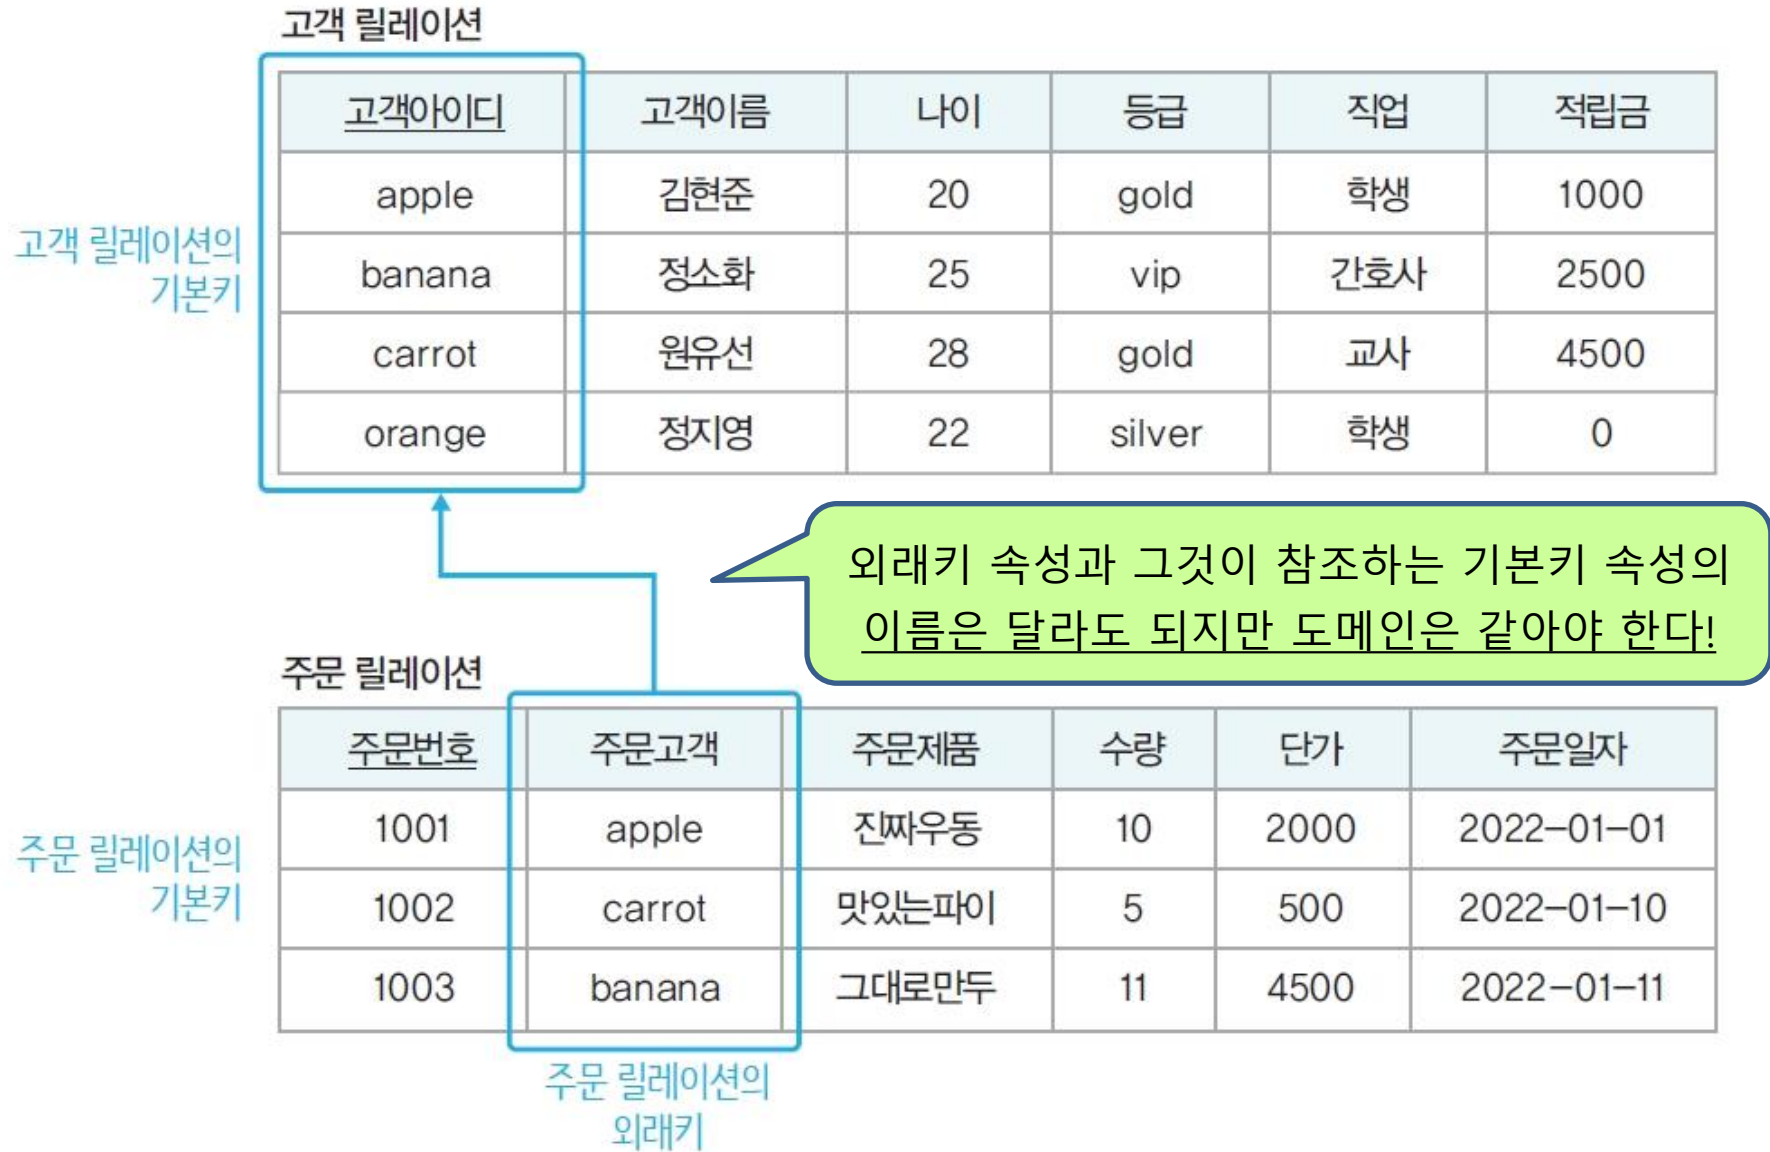 고객 릴레이션
고객아이디 고객이름 나이 등급 직업 적립금
apple 김현준 20 gold 학생 1000
고객 릴레이션의
기본키
banana 정소화 25 vip 간호사 2500
carrot 원유선 28 gold 교사 4500
orange 정지영 22 silver 학생 0
외래키 속성과 그것이 참조하는 기본키 속성의
이름은 달라도 되지만 도메인은 같아야 한다!
주문 릴레이션
주문번호 주문고객 주문제품 수량 단가 주문일자
1001 apple 진짜우동 10 2000 2022-01-01
주문 릴레이션의
기본키
1002 carrot 맛있는파이 5 500 2022-01-10
1003 banana 그대로만두 11 4500 2022-01-11
주문 릴레이션의
외래키